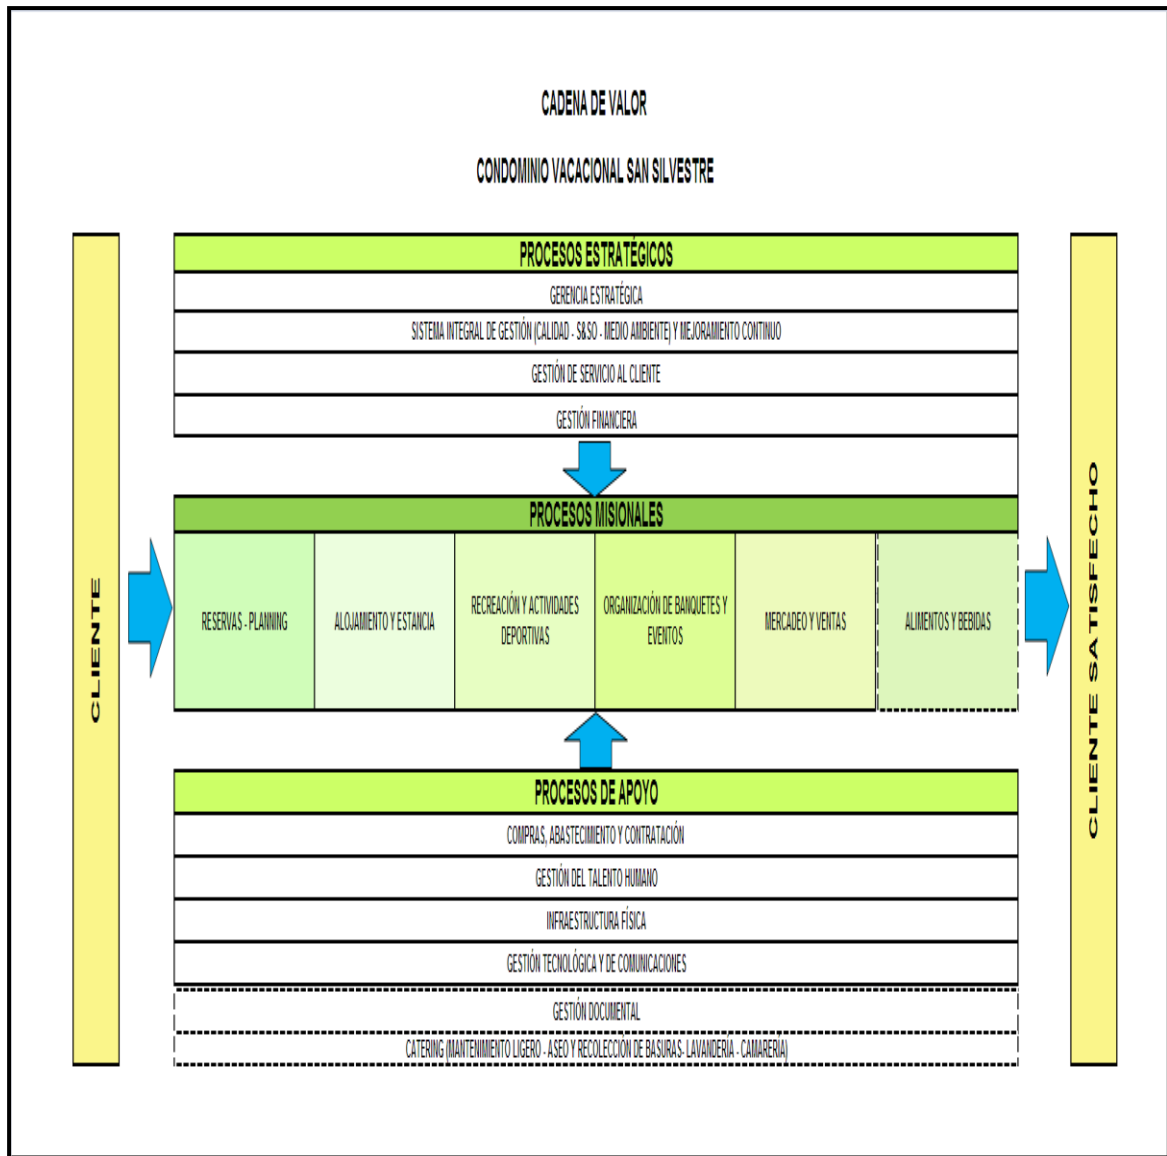 CADENA DE VALOR
CONDOMINIO VACACIONAL SAN SILVESTRE
CLIENTE
PROCESOS ESTRATÉGICOS
GERENCIA ESTRATÉGICA
SISTEMA INTEGRAL DE GESTIÓN (CALIDAD - S&SO - MEDIO AMBIENTE) Y MEJORAMIENTO CONTINUO
GESTIÓN DE SERVICIO AL CLIENTE
GESTIÓN FINANCIERA
PROCESOS MISIONALES
RESERVAS - PLANNING
ALOJAMIENTO Y ESTANCIA
RECREACIÓN Y ACTIVIDADES
DEPORTIVAS
ORGANIZACIÓN DE BANQUETES Y
EVENTOS
MERCADEO Y VENTAS
ALIMENTOS Y BEBIDAS
PROCESOS DE APOYO
COMPRAS, ABASTECIMIENTO Y CONTRATACIÓN
GESTIÓN DEL TALENTO HUMANO
INFRAESTRUCTURA FÍSICA
GESTIÓN TECNOLÓGICA Y DE COMUNICACIONES
GESTIÓN DOCUMENTAL
CATERING (MANTENIMIENTO LIGERO - ASEO Y RECOLECCIÓN DE BASURAS- LAVANDERÍA - CAMARERÍA)
CLIENTE SATISFECHO